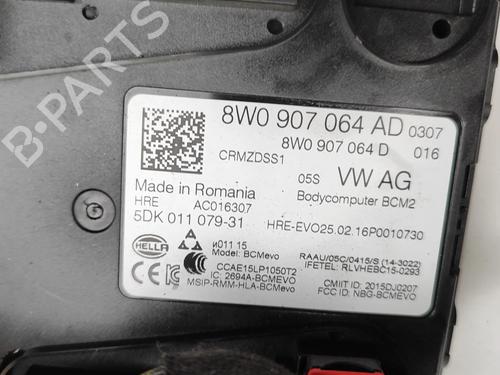 8W0 907 064 AD 0307
8W0 907 064 D 016
CRMZDSS1
05S VW AG
Made in Romania
Bodycomputer BCM2
HRE AC016307
5DK 011 079-31
HRE-EVO25.02.16P0010730
HELLA
и011 15
Model: BCMevo
RAAU/05C/0415/S (14-3022)
IFETEL: RLVHEBC15-0293
CCAE15LP1050T2
IC: 2694A-BCMEVO
MSIP-RMM-HLA-BCMevo
CMIIT ID: 2015DJ0207
FCC ID: NBG-BCMEVO
B-PARTS